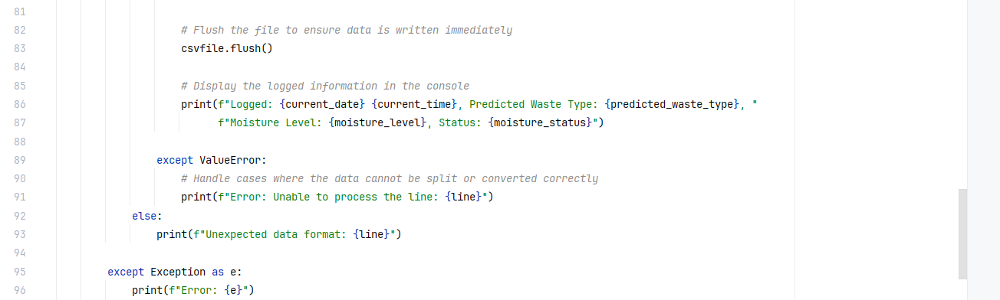 81
82 # Flush the file to ensure data is written immediately
83 csvfile.flush()
84
85 # Display the logged information in the console
86 print(f"Logged: {current_date} {current_time}, Predicted Waste Type: {predicted_waste_type}, "
87 f"Moisture Level: {moisture_level}, Status: {moisture_status}")
88
89 except ValueError:
90 # Handle cases where the data cannot be split or converted correctly
91 print(f"Error: Unable to process the line: {line}")
92 else:
93 print(f"Unexpected data format: {line}")
94
95 except Exception as e:
96 print(f"Error: {e}")